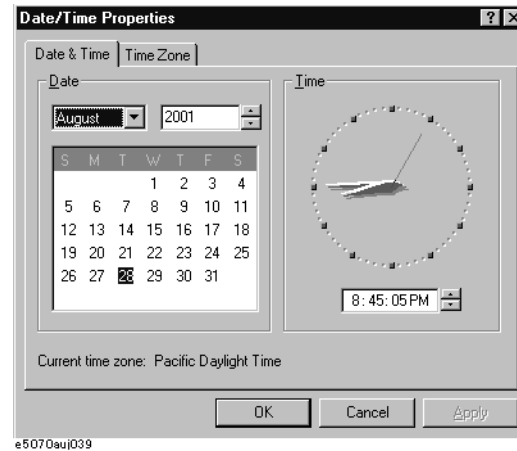 Date/Time Properties
Date & Time
Time Zone
Date
Time
August
2001
S M T W T F S
1 2 3 4
5 6 7 8 9 10 11
12 13 14 15 16 17 18
19 20 21 22 23 24 25
26 27 28 29 30 31
8:45:05 PM
Current time zone: Pacific Daylight Time
OK
Cancel
Apply
e5070auj039